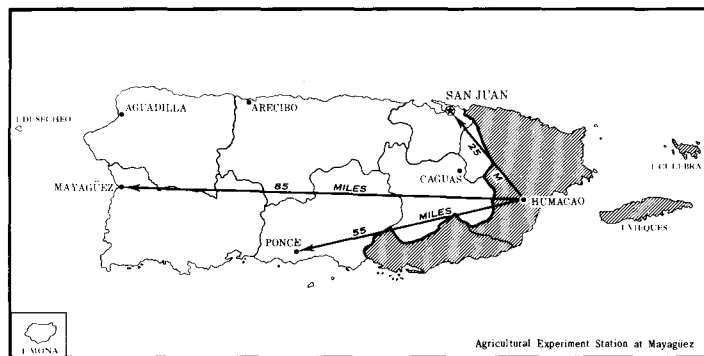 SAN JUAN
AGUADILLA
ARECIBO
I. DESECHEO
25 M
I. CULEBRA
MAYAGÜEZ
85 MILES
CAGUAS
HUMACAO
55 MILES
I. VIEQUES
PONCE
I. MONA
Agricultural Experiment Station at Mayagüez